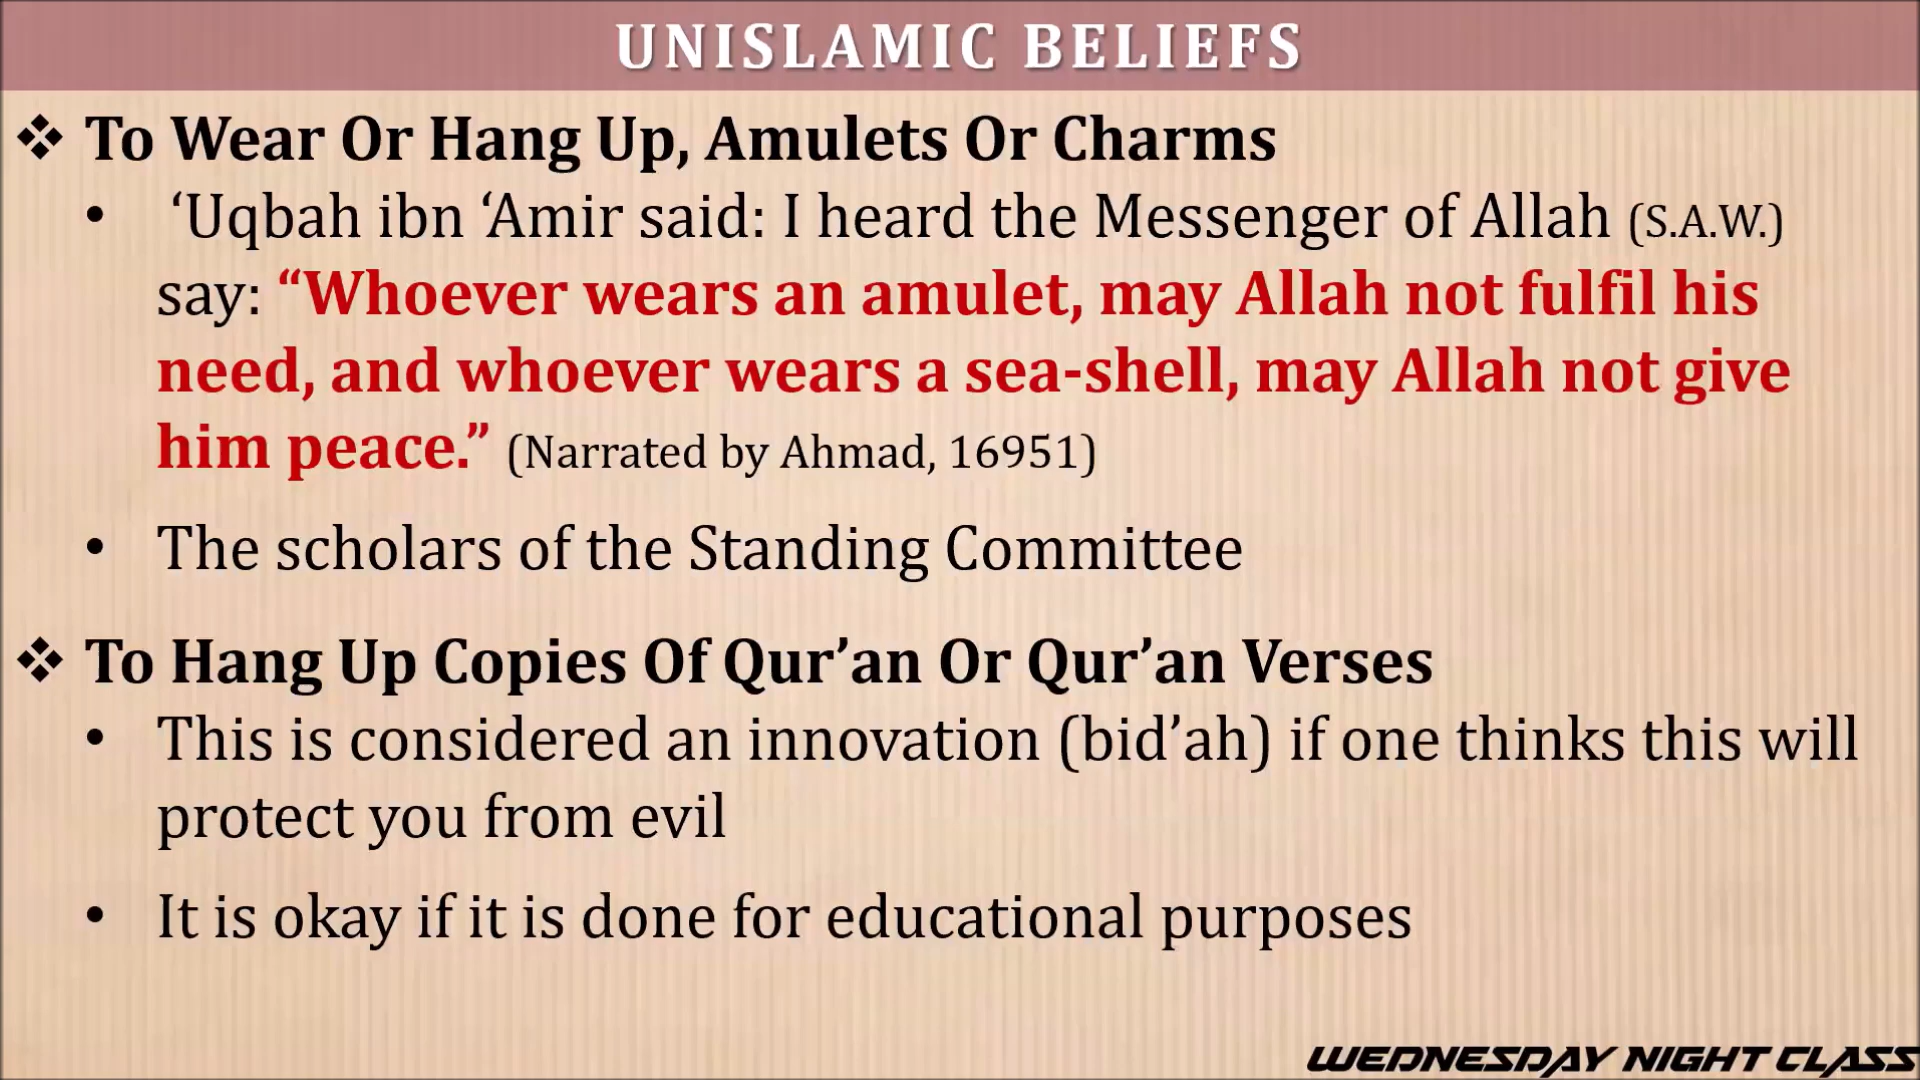 UNISLAMIC BELIEFS
❖ To Wear Or Hang Up, Amulets Or Charms
• ‘Uqbah ibn ‘Amir said: I heard the Messenger of Allah (S.A.W.)
say: “Whoever wears an amulet, may Allah not fulfil his
need, and whoever wears a sea-shell, may Allah not give
him peace.” (Narrated by Ahmad, 16951)
• The scholars of the Standing Committee
❖ To Hang Up Copies Of Qur’an Or Qur’an Verses
• This is considered an innovation (bid’ah) if one thinks this will
protect you from evil
• It is okay if it is done for educational purposes
WEDNESDAY NIGHT CLASS